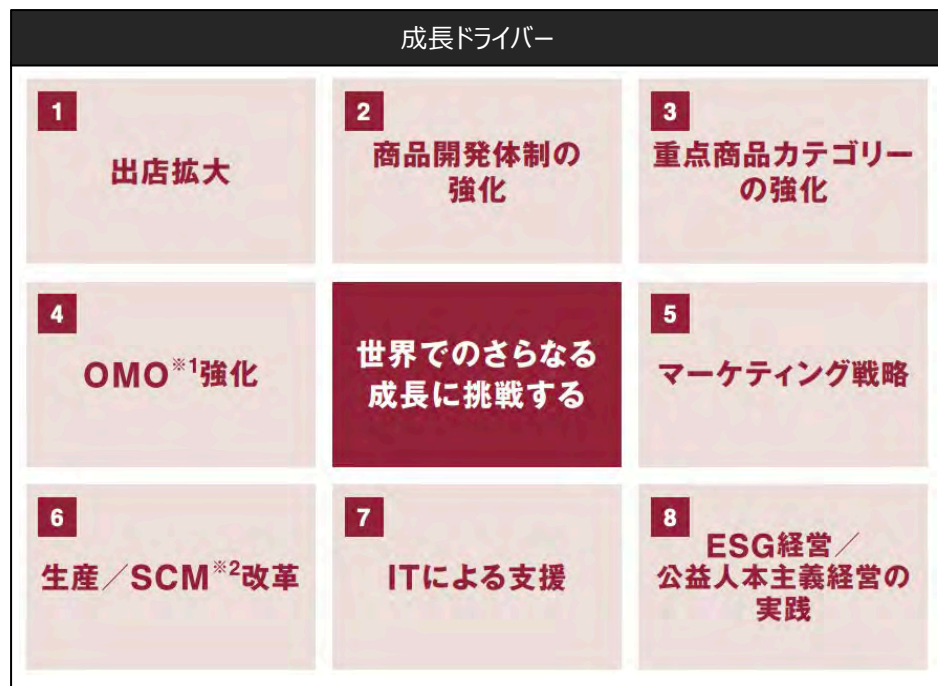 成長ドライバー
1
出店拡大
2
商品開発体制の
強化
3
重点商品カテゴリー
の強化
4
OMO※1強化
世界でのさらなる
成長に挑戦する
5
マーケティング戦略
6
生産／SCM※2改革
7
ITによる支援
8
ESG経営／
公益人本主義経営の
実践